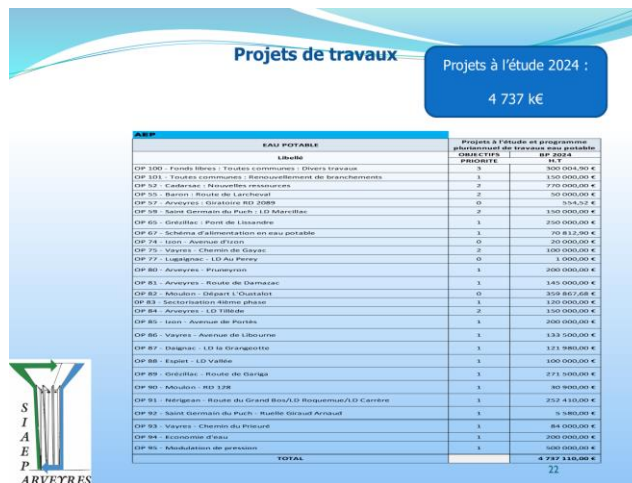 Projets de travaux
Projets à l'étude 2024 :
4 737 k€
AEP
EAU POTABLE
Projets à l'étude et programme pluriannuel de travaux eau potable
Libellé OBJECTIFS BP 2024
PRIORITE H.T
OP 100 - Fonds libres : Toutes communes : Divers travaux 3 300 004,90 €
OP 101 - Toutes communes : Renouvellement de branchements 1 150 000,00 €
OP 52 - Cadarsac : Nouvelles ressources 2 770 000,00 €
OP 55 - Baron : Route de Larcheval 2 50 000,00 €
OP 57 - Arveyres : Giratoire RD 2089 0 554,52 €
OP 59 - Saint Germain du Puch : LD Marcillac 2 150 000,00 €
OP 65 - Grézillac : Pont de Lissandre 1 250 000,00 €
OP 67 - Schéma d'alimentation en eau potable 1 70 812,90 €
OP 74 - Izon - Avenue d'Izon 0 20 000,00 €
OP 75 - Vayres - Chemin de Gayac 2 100 000,00 €
OP 77 - Lugaignac - LD Au Perey 0 1 000,00 €
OP 80 - Arveyres - Pruneyron 1 200 000,00 €
OP 81 - Arveyres - Route de Damazac 1 145 000,00 €
OP 82 - Moulon - Départ L'Oustalot 0 359 867,68 €
OP 83 - Sectorisation 4ième phase 1 120 000,00 €
OP 84 - Arveyres - LD Tillède 2 150 000,00 €
OP 85 - Izon - Avenue de Portès 1 200 000,00 €
OP 86 - Vayres - Avenue de Libourne 1 133 500,00 €
OP 87 - Daignac - LD la Grangeotte 1 121 980,00 €
OP 88 - Espiet - LD Vallée 1 100 000,00 €
OP 89 - Grézillac - Route de Gariga 1 271 500,00 €
OP 90 - Moulon - RD 128 1 30 900,00 €
OP 91 - Nérigean - Route du Grand Bos/LD Roquemue/LD Carrère 1 252 410,00 €
OP 92 - Saint Germain du Puch - Ruelle Giraud Arnaud 1 5 580,00 €
OP 93 - Vayres - Chemin du Prieuré 1 84 000,00 €
OP 94 - Economie d'eau 1 200 000,00 €
OP 95 - Modulation de pression 1 500 000,00 €
TOTAL 4 737 110,00 €
22
S
I
A
E
P
ARVEYRES